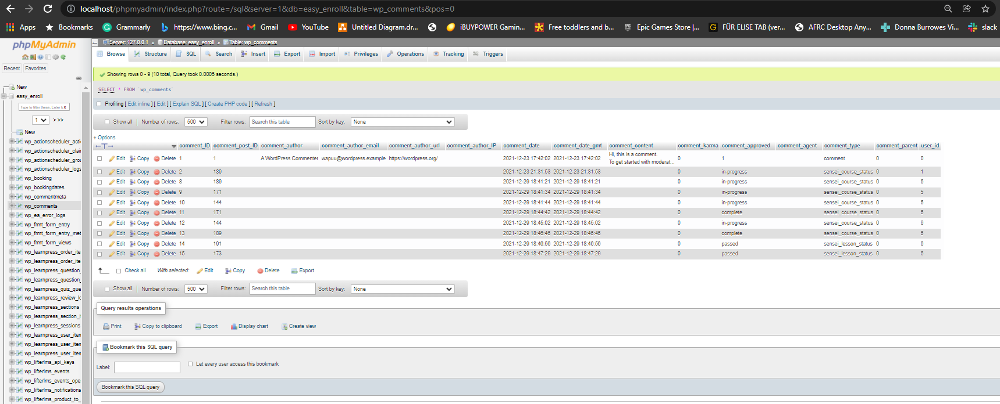 localhost/phpmyadmin/index.php?route=/sql&server=1&db=easy_enroll&table=wp_comments&pos=0
Apps Bookmarks Grammarly https://www.bing.c... Gmail YouTube Untitled Diagram.dr... iBUYPOWER Gamin... Free toddlers and b... Epic Games Store |... FÜR ELISE TAB (ver... AFRC Desktop Any... Donna Burrowes Vi... slack
phpMyAdmin
Server: 127.0.0.1 » Database: easy_enroll » Table: wp_comments
Browse Structure SQL Search Insert Export Import Privileges Operations Tracking Triggers
Recent Favorites
New
easy_enroll
Type to filter these, Enter to X
1 > >>
New
wp_actionscheduler_acti
wp_actionscheduler_clai
wp_actionscheduler_grou
wp_actionscheduler_logs
wp_booking
wp_bookingdates
wp_commentmeta
wp_comments
wp_ea_error_logs
wp_frmt_form_entry
wp_frmt_form_entry_met
wp_frmt_form_views
wp_learnpress_order_ite
wp_learnpress_order_ite
wp_learnpress_question_
wp_learnpress_question_
wp_learnpress_quiz_que
wp_learnpress_review_lo
wp_learnpress_sections
wp_learnpress_section_i
wp_learnpress_sessions
wp_learnpress_user_item
wp_learnpress_user_item
wp_learnpress_user_item
wp_lifterlms_api_keys
wp_lifterlms_events
wp_lifterlms_events_ope
wp_lifterlms_notifications
wp_lifterlms_product_to_
Showing rows 0 - 9 (10 total, Query took 0.0005 seconds.)
SELECT * FROM `wp_comments`
Profiling [ Edit inline ] [ Edit ] [ Explain SQL ] [ Create PHP code ] [ Refresh ]
Show all Number of rows: 500 Filter rows: Search this table Sort by key: None
+ Options
comment_ID comment_post_ID comment_author comment_author_email comment_author_url comment_author_IP comment_date comment_date_gmt comment_content comment_karma comment_approved comment_agent comment_type comment_parent user_id
Edit Copy Delete 1 1 A WordPress Commenter wapuu@wordpress.example https://wordpress.org/ 2021-12-23 17:42:02 2021-12-23 17:42:02 Hi, this is a comment. 0 1 comment 0 0
To get started with moderat...
Edit Copy Delete 2 189 2021-12-23 21:31:53 2021-12-23 21:31:53 0 in-progress sensei_course_status 0 1
Edit Copy Delete 8 189 2021-12-29 18:41:21 2021-12-29 18:41:21 0 in-progress sensei_course_status 0 5
Edit Copy Delete 9 171 2021-12-29 18:41:34 2021-12-29 18:41:34 0 in-progress sensei_course_status 0 5
Edit Copy Delete 10 144 2021-12-29 18:41:44 2021-12-29 18:41:44 0 in-progress sensei_course_status 0 5
Edit Copy Delete 11 171 2021-12-29 18:44:42 2021-12-29 18:44:42 0 complete sensei_course_status 0 6
Edit Copy Delete 12 144 2021-12-29 18:45:02 2021-12-29 18:45:02 0 in-progress sensei_course_status 0 6
Edit Copy Delete 13 189 2021-12-29 18:46:46 2021-12-29 18:46:46 0 complete sensei_course_status 0 6
Edit Copy Delete 14 191 2021-12-29 18:46:56 2021-12-29 18:46:56 0 passed sensei_lesson_status 0 6
Edit Copy Delete 15 173 2021-12-29 18:47:29 2021-12-29 18:47:29 0 passed sensei_lesson_status 0 6
Check all With selected: Edit Copy Delete Export
Show all Number of rows: 500 Filter rows: Search this table Sort by key: None
Query results operations
Print Copy to clipboard Export Display chart Create view
Bookmark this SQL query
Label: Let every user access this bookmark
Bookmark this SQL query